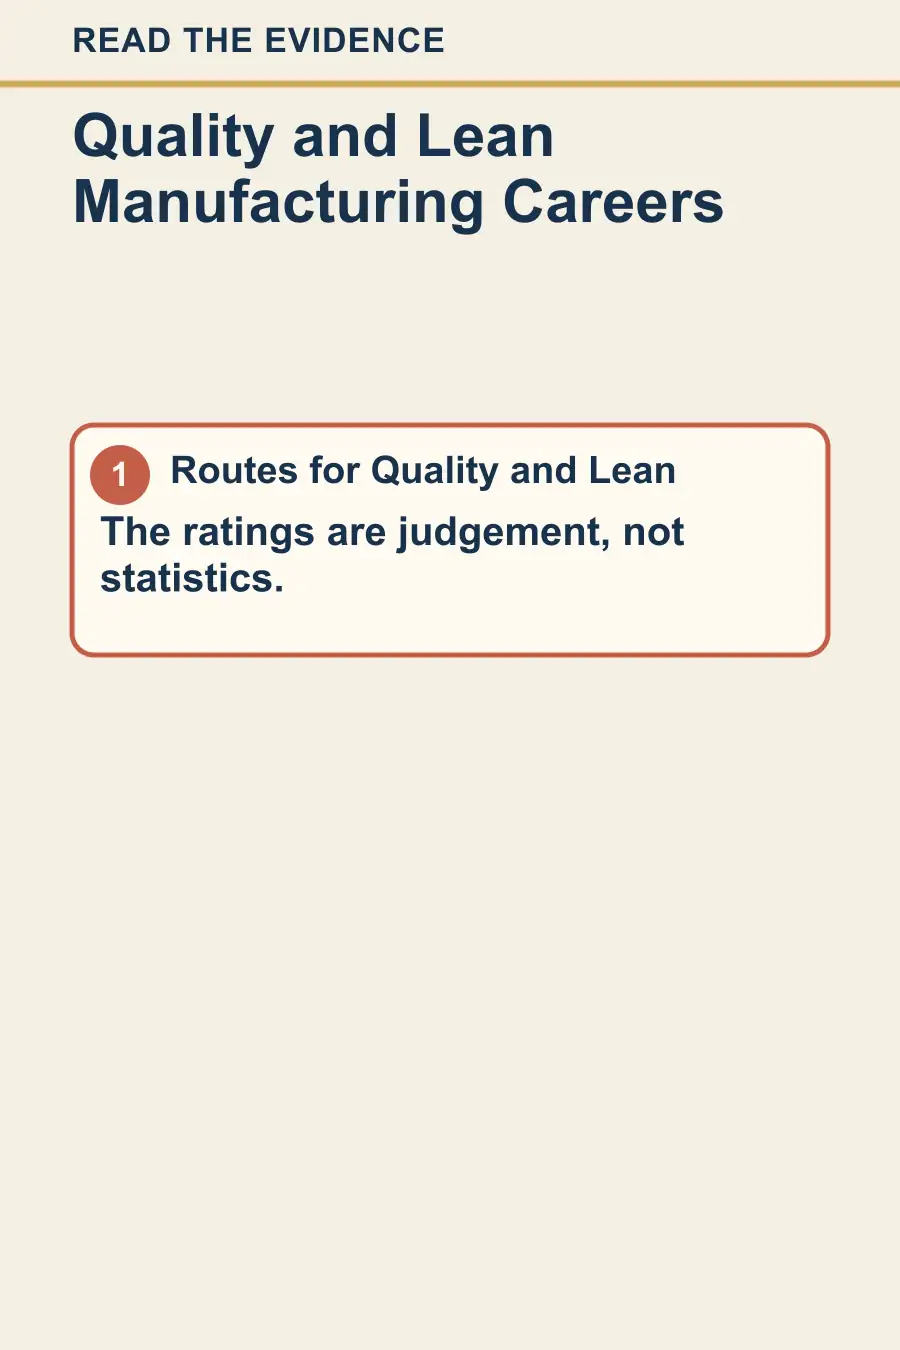 READ THE EVIDENCE
Quality and Lean
Manufacturing Careers
1 Routes for Quality and Lean
The ratings are judgement, not
statistics.